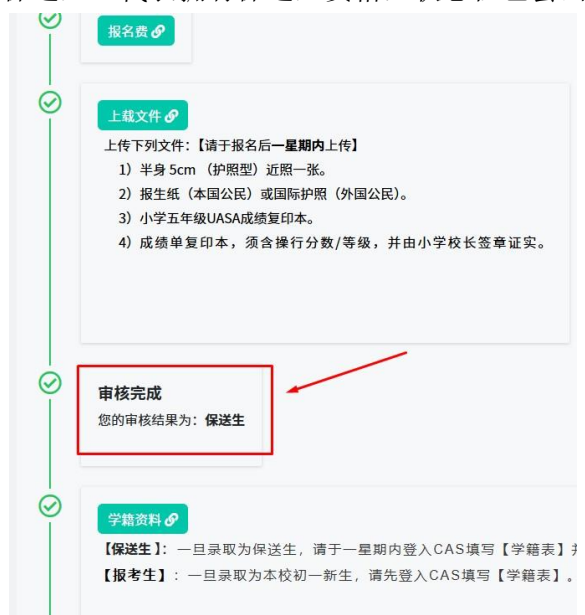 报名费
上载文件
上传下列文件：【请于报名后一星期内上传】
1）半身 5cm （护照型）近照一张。
2）报生纸（本国公民）或国际护照（外国公民）。
3）小学五年级UASA成绩复印本。
4）成绩单复印本，须含操行分数/等级，并由小学校长签章证实。
审核完成
您的审核结果为：保送生
学籍资料
【保送生】：一旦录取为保送生，请于一星期内登入CAS填写【学籍表】
【报考生】：一旦录取为本校初一新生，请先登入CAS填写【学籍表】。